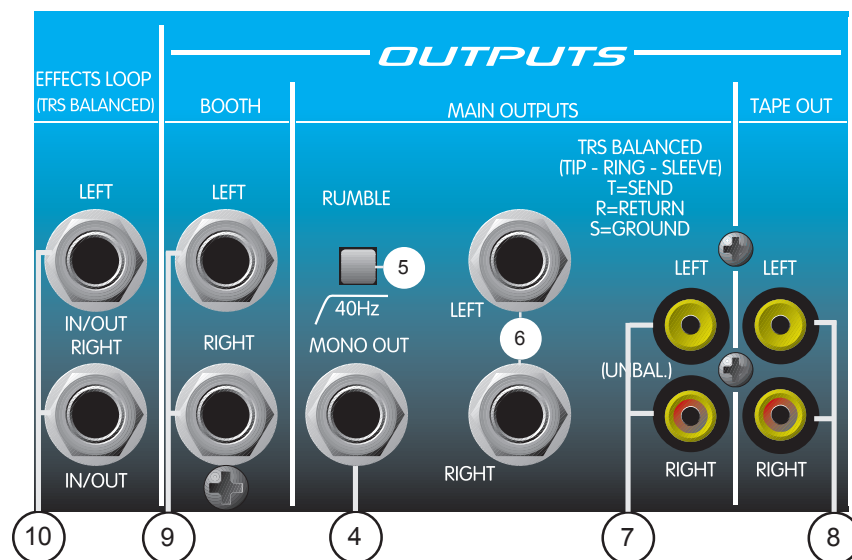 OUTPUTS
EFFECTS LOOP
(TRS BALANCED)
BOOTH
MAIN OUTPUTS
TAPE OUT
TRS BALANCED
(TIP - RING - SLEEVE)
T=SEND
R=RETURN
S=GROUND
LEFT
LEFT
RUMBLE
5
LEFT
LEFT
40Hz
LEFT
IN/OUT
RIGHT
RIGHT
MONO OUT
6
(UNBAL.)
IN/OUT
RIGHT
RIGHT
RIGHT
10
9
4
7
8